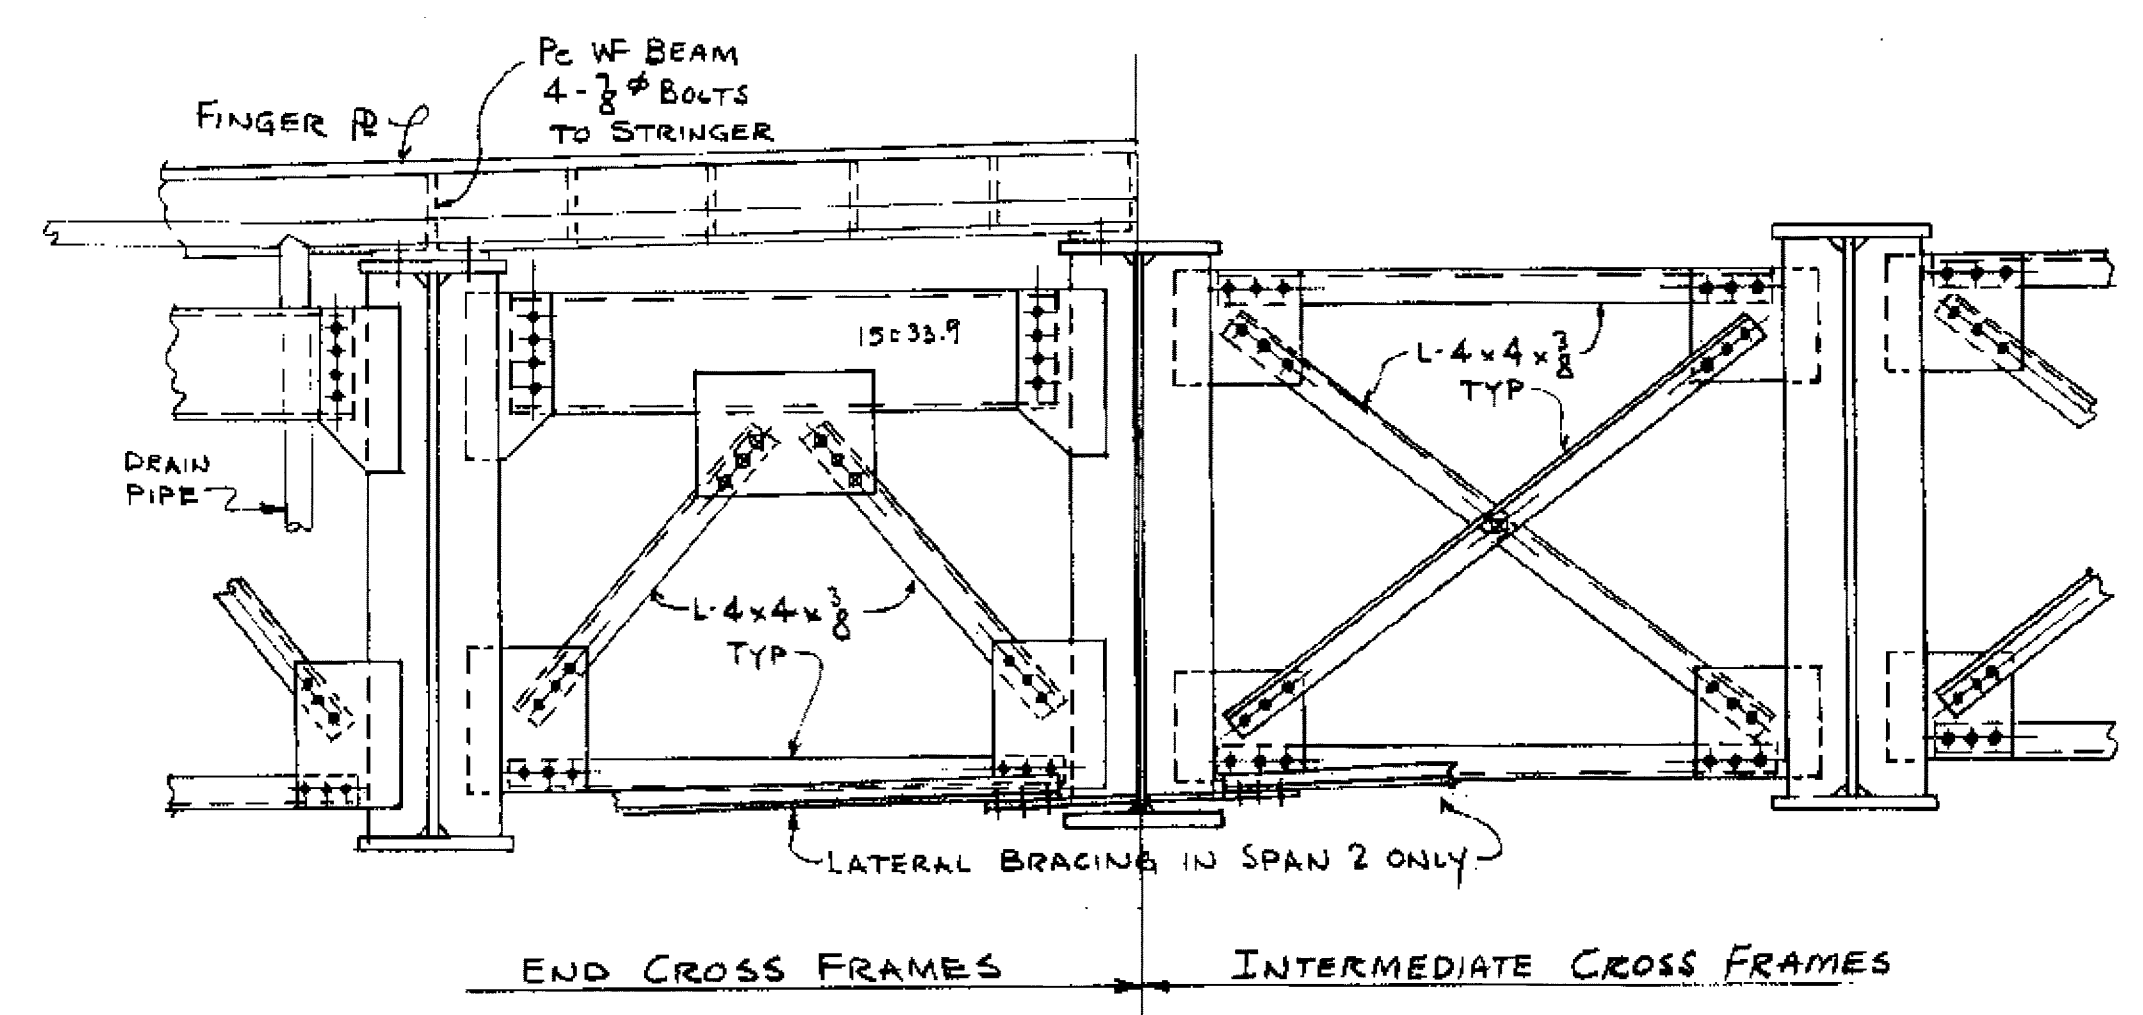 Pc WF BEAM
4-7/8 φ BOLTS
TO STRINGER
FINGER PL
15C33.9
L-4x4x3/8
TYP
DRAIN
PIPE
L-4x4x3/8
TYP
LATERAL BRACING IN SPAN 2 ONLY
END CROSS FRAMES
INTERMEDIATE CROSS FRAMES